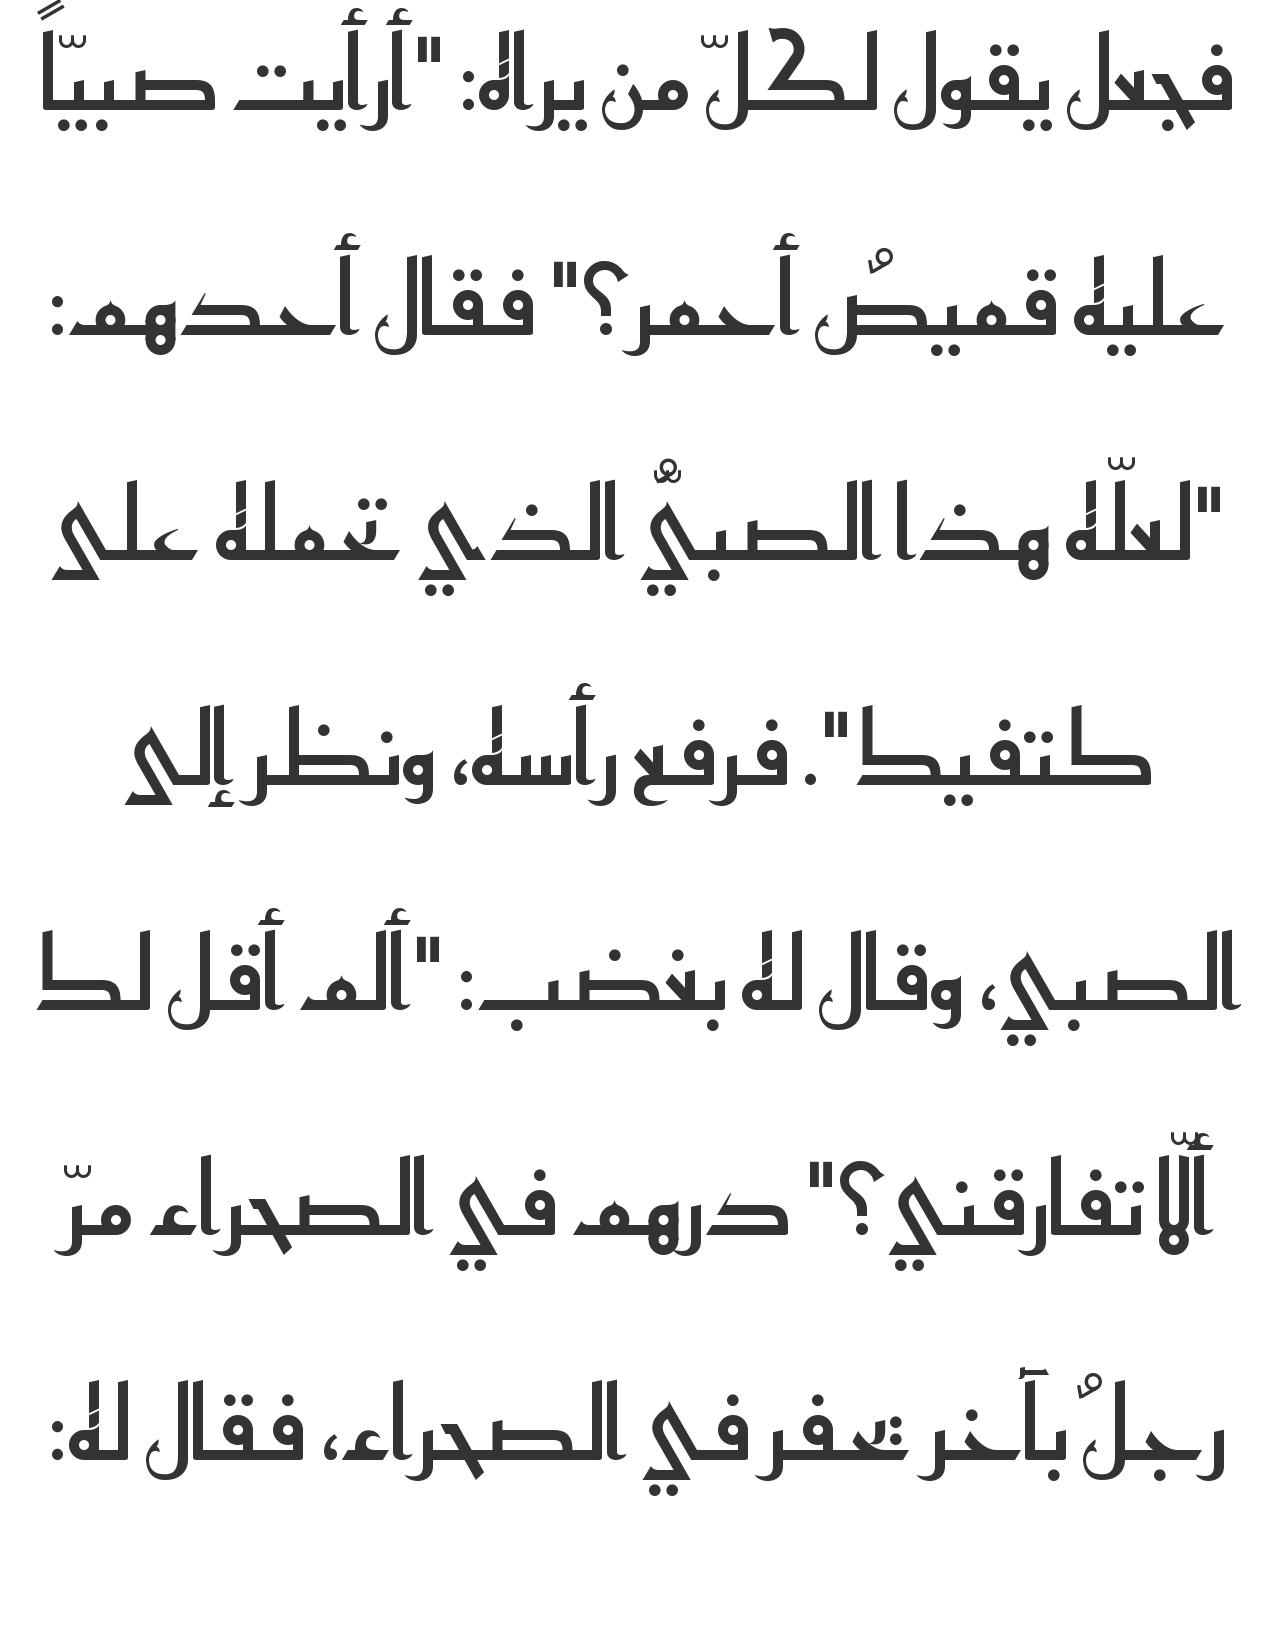 فجعل يقول لكلّ من يراه: "أرأيت صبيّاً
عليه قميصُ أحمر؟" فقال أحدهم:
"لعلّه هذا الصبيُّ الذي تحمله على
كتفيك". فرفع رأسه، ونظر إلى
الصبي، وقال له بغضب: "ألم أقل لك
ألّا تفارقني؟" درهم في الصحراء مرّ
رجلُ بآخر يحفر في الصحراء، فقال له: